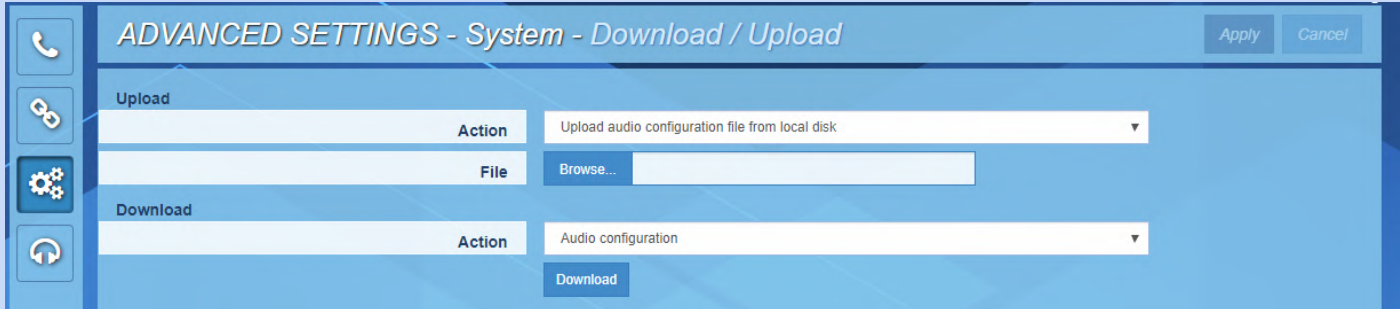 ADVANCED SETTINGS - System - Download / Upload
Apply
Cancel
Upload
Action
Upload audio configuration file from local disk
File
Browse...
Download
Action
Audio configuration
Download